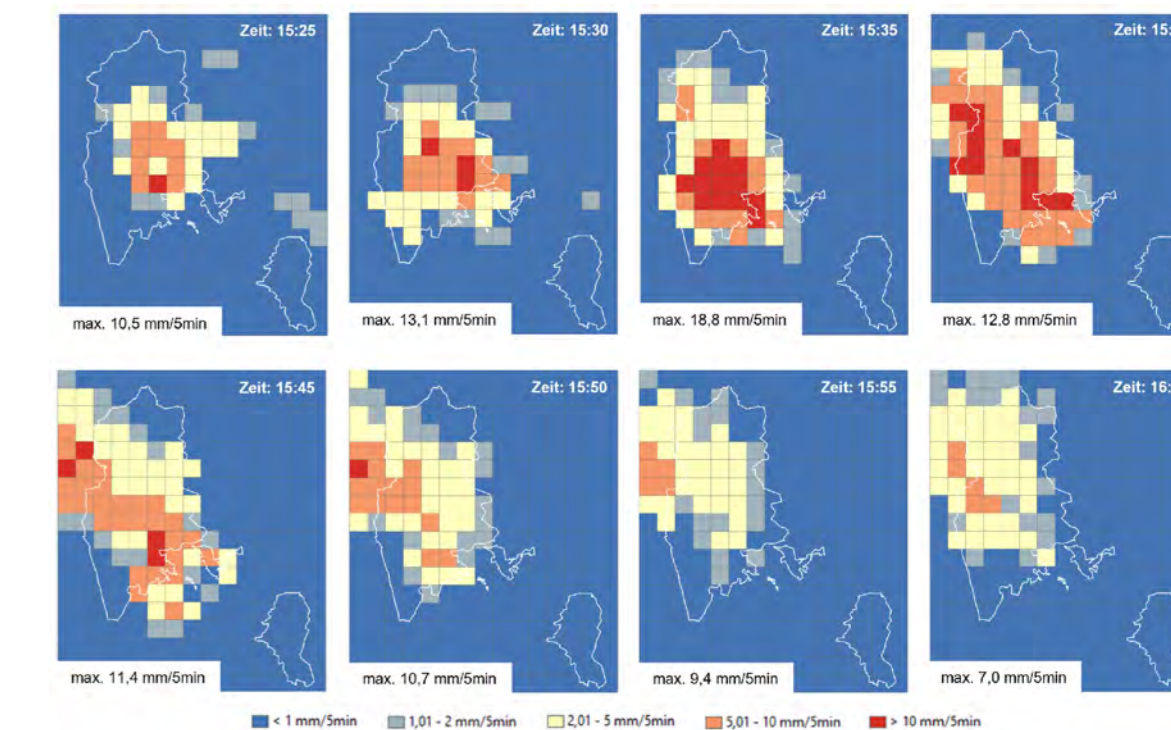 Zeit: 15:25
Zeit: 15:30
Zeit: 15:35
Zeit: 15:
max. 10,5 mm/5min
max. 13,1 mm/5min
max. 18,8 mm/5min
max. 12,8 mm/5min
Zeit: 15:45
Zeit: 15:50
Zeit: 15:55
Zeit: 16:
max. 11,4 mm/5min
max. 10,7 mm/5min
max. 9,4 mm/5min
max. 7,0 mm/5min
< 1 mm/5min
1,01 - 2 mm/5min
2,01 - 5 mm/5min
5,01 - 10 mm/5min
> 10 mm/5min